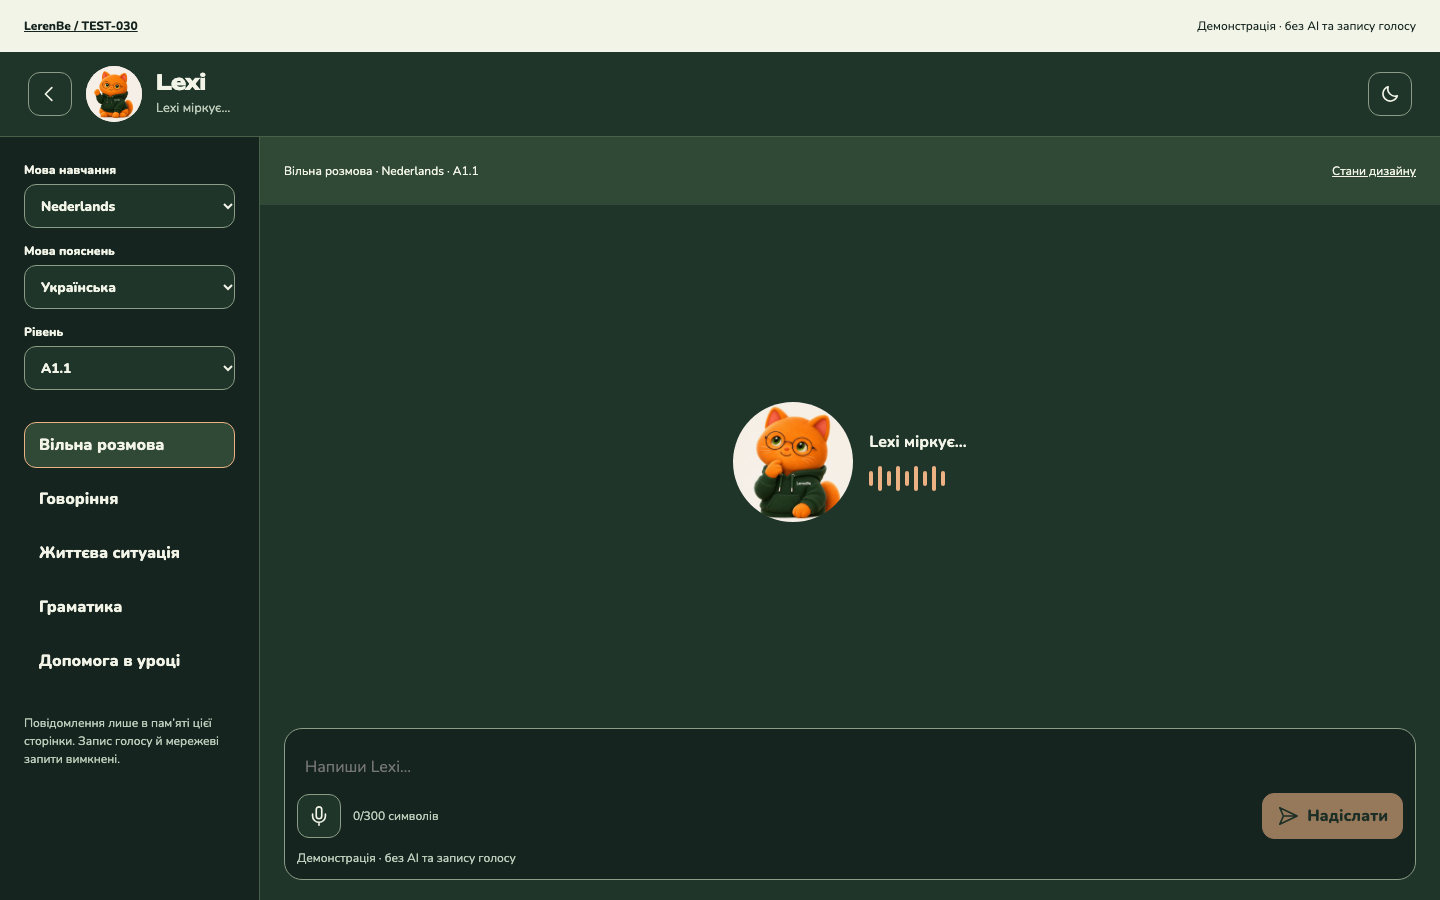 LerenBe / TEST-030
Демонстрація · без AI та запису голосу
Lexi
Lexi міркує...
Мова навчання
Nederlands
Мова пояснень
Українська
Рівень
A1.1
Вільна розмова
Говоріння
Життєва ситуація
Граматика
Допомога в уроці
Повідомлення лише в пам’яті цієї
сторінки. Запис голосу й мережеві
запити вимкнені.
Вільна розмова · Nederlands · A1.1
Стани дизайну
Lexi міркує...
Напиши Lexi...
0/300 символів
Надіслати
Демонстрація · без AI та запису голосу